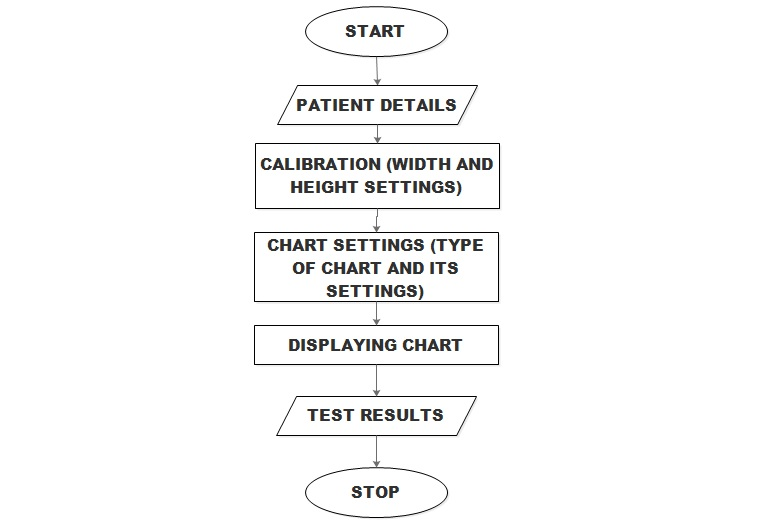 START
PATIENT DETAILS
CALIBRATION (WIDTH AND
HEIGHT SETTINGS)
CHART SETTINGS (TYPE
OF CHART AND ITS
SETTINGS)
DISPLAYING CHART
TEST RESULTS
STOP